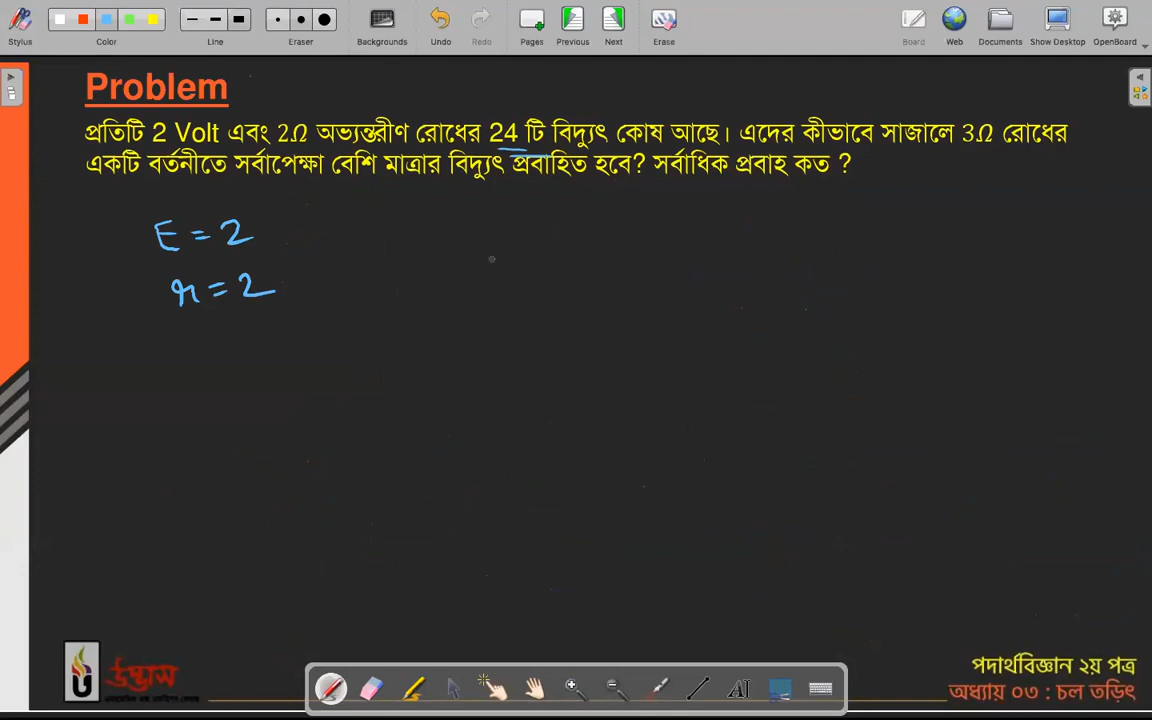 Stylus
Color
Line
Eraser
Backgrounds
Undo
Redo
Pages
Previous
Next
Erase
Board
Web
Documents
Show Desktop
OpenBoard
Problem
প্রতিটি 2 Volt এবং 2Ω অভ্যন্তরীণ রোধের 24 টি বিদ্যুৎ কোষ আছে। এদের কীভাবে সাজালে 3Ω রোধের
একটি বর্তনীতে সর্বাপেক্ষা বেশি মাত্রার বিদ্যুৎ প্রবাহিত হবে? সর্বাধিক প্রবাহ কত ?
E = 2
r = 2
উদ্ভাস
পদার্থবিজ্ঞান ২য় পত্র
অধ্যায় ০৩ : চল তড়িৎ